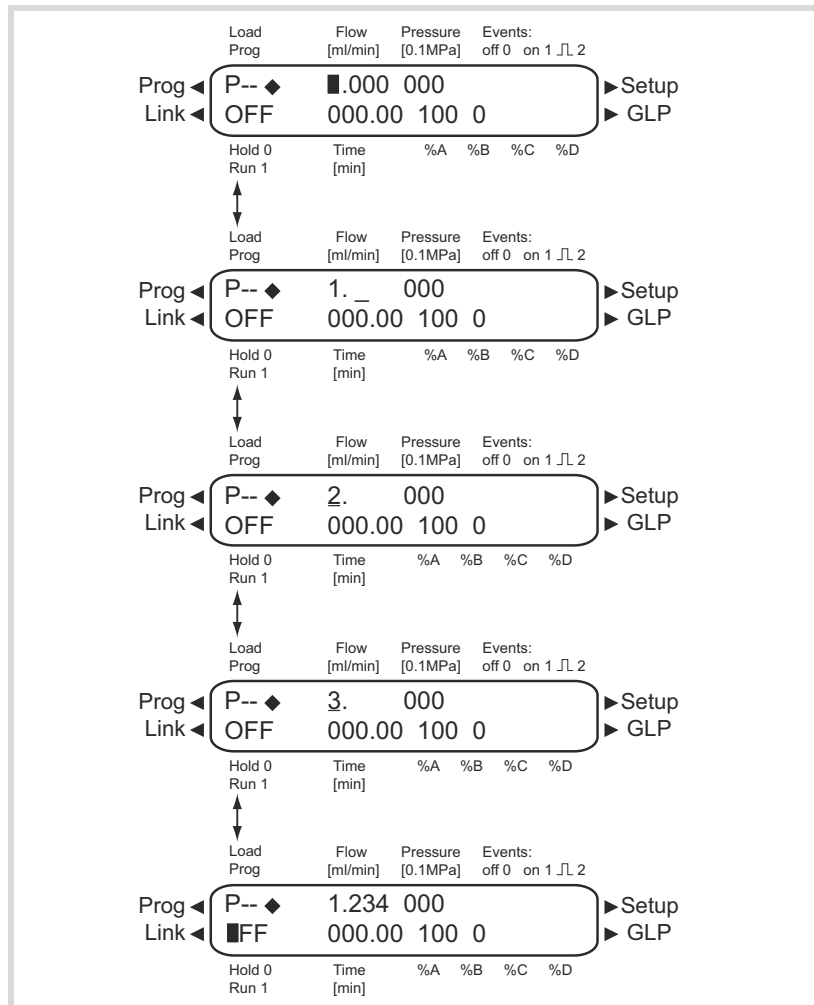 Load Flow Pressure Events:
Prog [ml/min] [0.1MPa] off 0 on 1 ⎍ 2
Prog ◄ P-- ◆ █.000 000 ► Setup
Link ◄ OFF 000.00 100 0 ► GLP
Hold 0 Time %A %B %C %D
Run 1 [min]
Load Flow Pressure Events:
Prog [ml/min] [0.1MPa] off 0 on 1 ⎍ 2
Prog ◄ P-- ◆ 1. _ 000 ► Setup
Link ◄ OFF 000.00 100 0 ► GLP
Hold 0 Time %A %B %C %D
Run 1 [min]
Load Flow Pressure Events:
Prog [ml/min] [0.1MPa] off 0 on 1 ⎍ 2
Prog ◄ P-- ◆ 2. 000 ► Setup
Link ◄ OFF 000.00 100 0 ► GLP
Hold 0 Time %A %B %C %D
Run 1 [min]
Load Flow Pressure Events:
Prog [ml/min] [0.1MPa] off 0 on 1 ⎍ 2
Prog ◄ P-- ◆ 3. 000 ► Setup
Link ◄ OFF 000.00 100 0 ► GLP
Hold 0 Time %A %B %C %D
Run 1 [min]
Load Flow Pressure Events:
Prog [ml/min] [0.1MPa] off 0 on 1 ⎍ 2
Prog ◄ P-- ◆ 1.234 000 ► Setup
Link ◄ █FF 000.00 100 0 ► GLP
Hold 0 Time %A %B %C %D
Run 1 [min]